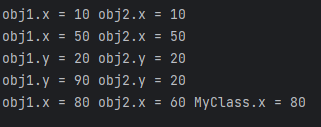 obj1.x = 10 obj2.x = 10
obj1.x = 50 obj2.x = 50
obj1.y = 20 obj2.y = 20
obj1.y = 90 obj2.y = 20
obj1.x = 80 obj2.x = 60 MyClass.x = 80